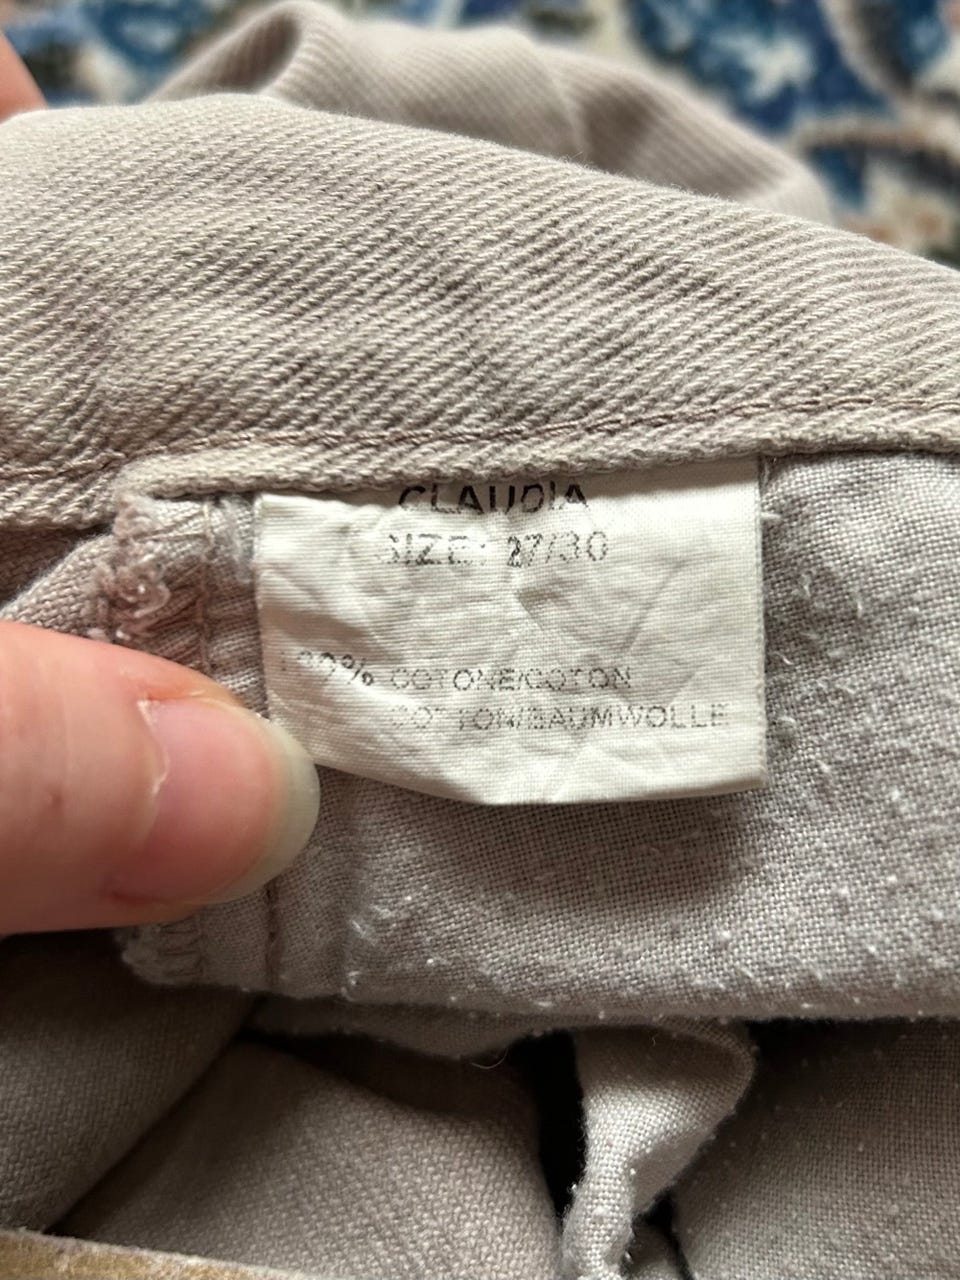 CLAUDIA
SIZE: 27/30
100% COTONE/COTON
COTTON/BAUMWOLLE